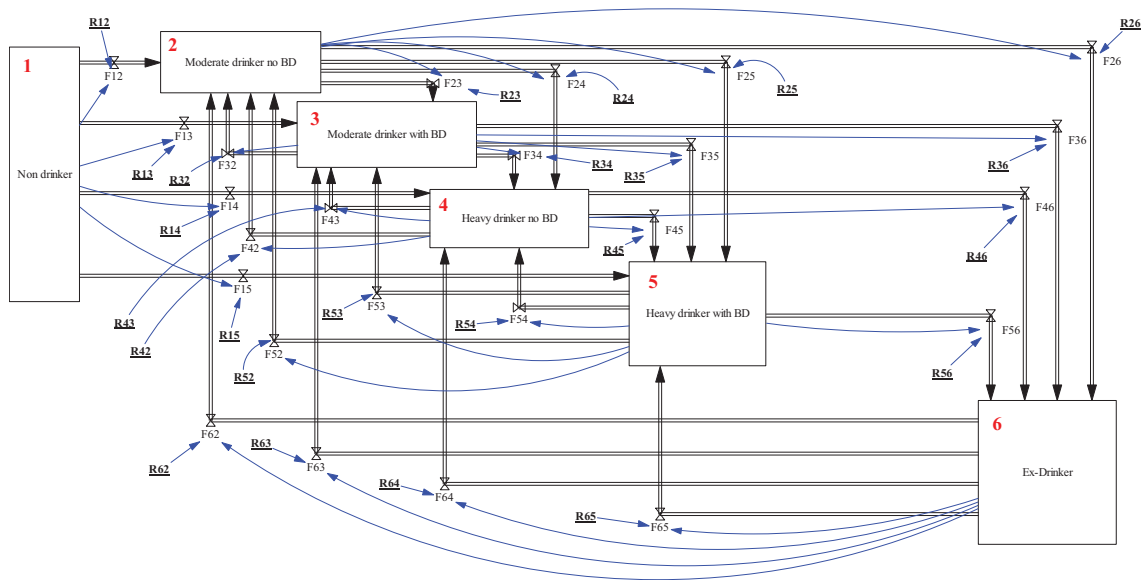 R12
R26
1
2
Moderate drinker no BD
F12
F26
F23
R23
F24
R24
F25
R25
3
Moderate drinker with BD
F13
R13
F32
R32
F34
R34
F35
R35
F36
R36
Non drinker
F14
R14
4
Heavy drinker no BD
F43
F42
F45
R45
F46
R46
F15
R15
R43
R42
5
Heavy drinker with BD
F53
R53
F54
R54
F52
R52
F56
R56
6
Ex-Drinker
F62
R62
R63
F63
R64
F64
R65
F65